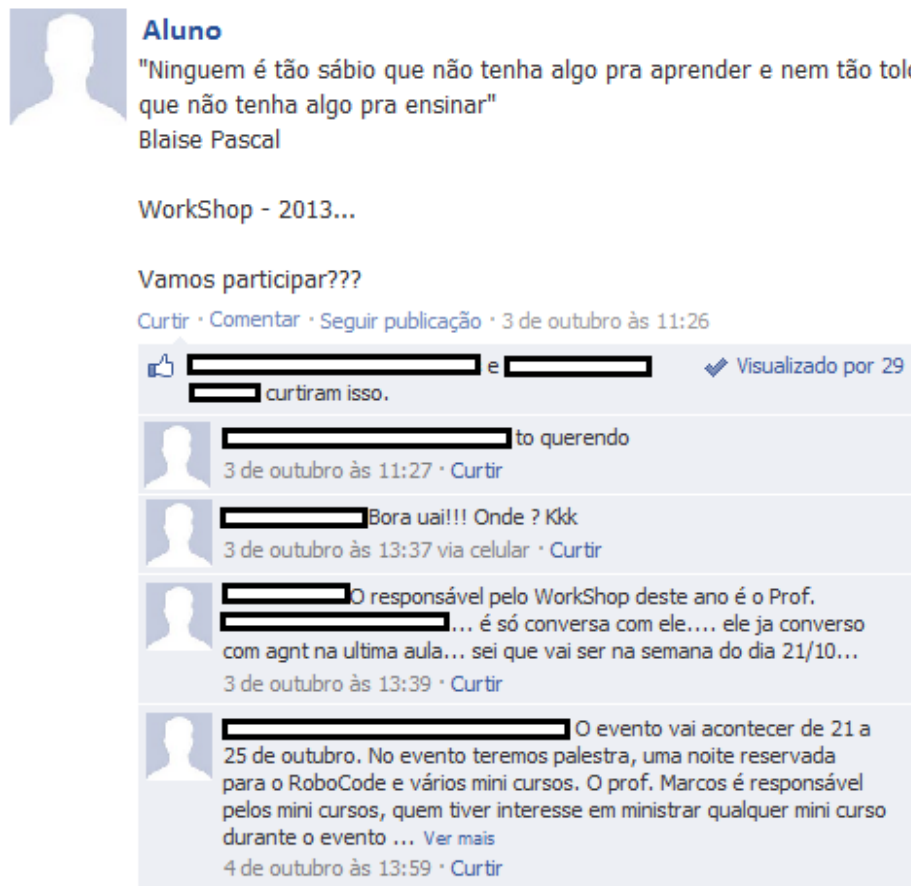 Aluno
"Ninguem é tão sábio que não tenha algo pra aprender e nem tão
que não tenha algo pra ensinar"
Blaise Pascal
WorkShop - 2013...
Vamos participar???
Curtir · Comentar · Seguir publicação · 3 de outubro às 11:26
e
Visualizado por 29
curtiram isso.
to querendo
3 de outubro às 11:27 · Curtir
Bora uai!!! Onde ? Kkk
3 de outubro às 13:37 via celular · Curtir
O responsável pelo WorkShop deste ano é o Prof.
... é só conversa com ele.... ele ja converso
com agnt na ultima aula... sei que vai ser na semana do dia 21/10...
3 de outubro às 13:39 · Curtir
O evento vai acontecer de 21 a
25 de outubro. No evento teremos palestra, uma noite reservada
para o RoboCode e vários mini cursos. O prof. Marcos é responsável
pelos mini cursos, quem tiver interesse em ministrar qualquer mini curso
durante o evento ... Ver mais
4 de outubro às 13:59 · Curtir